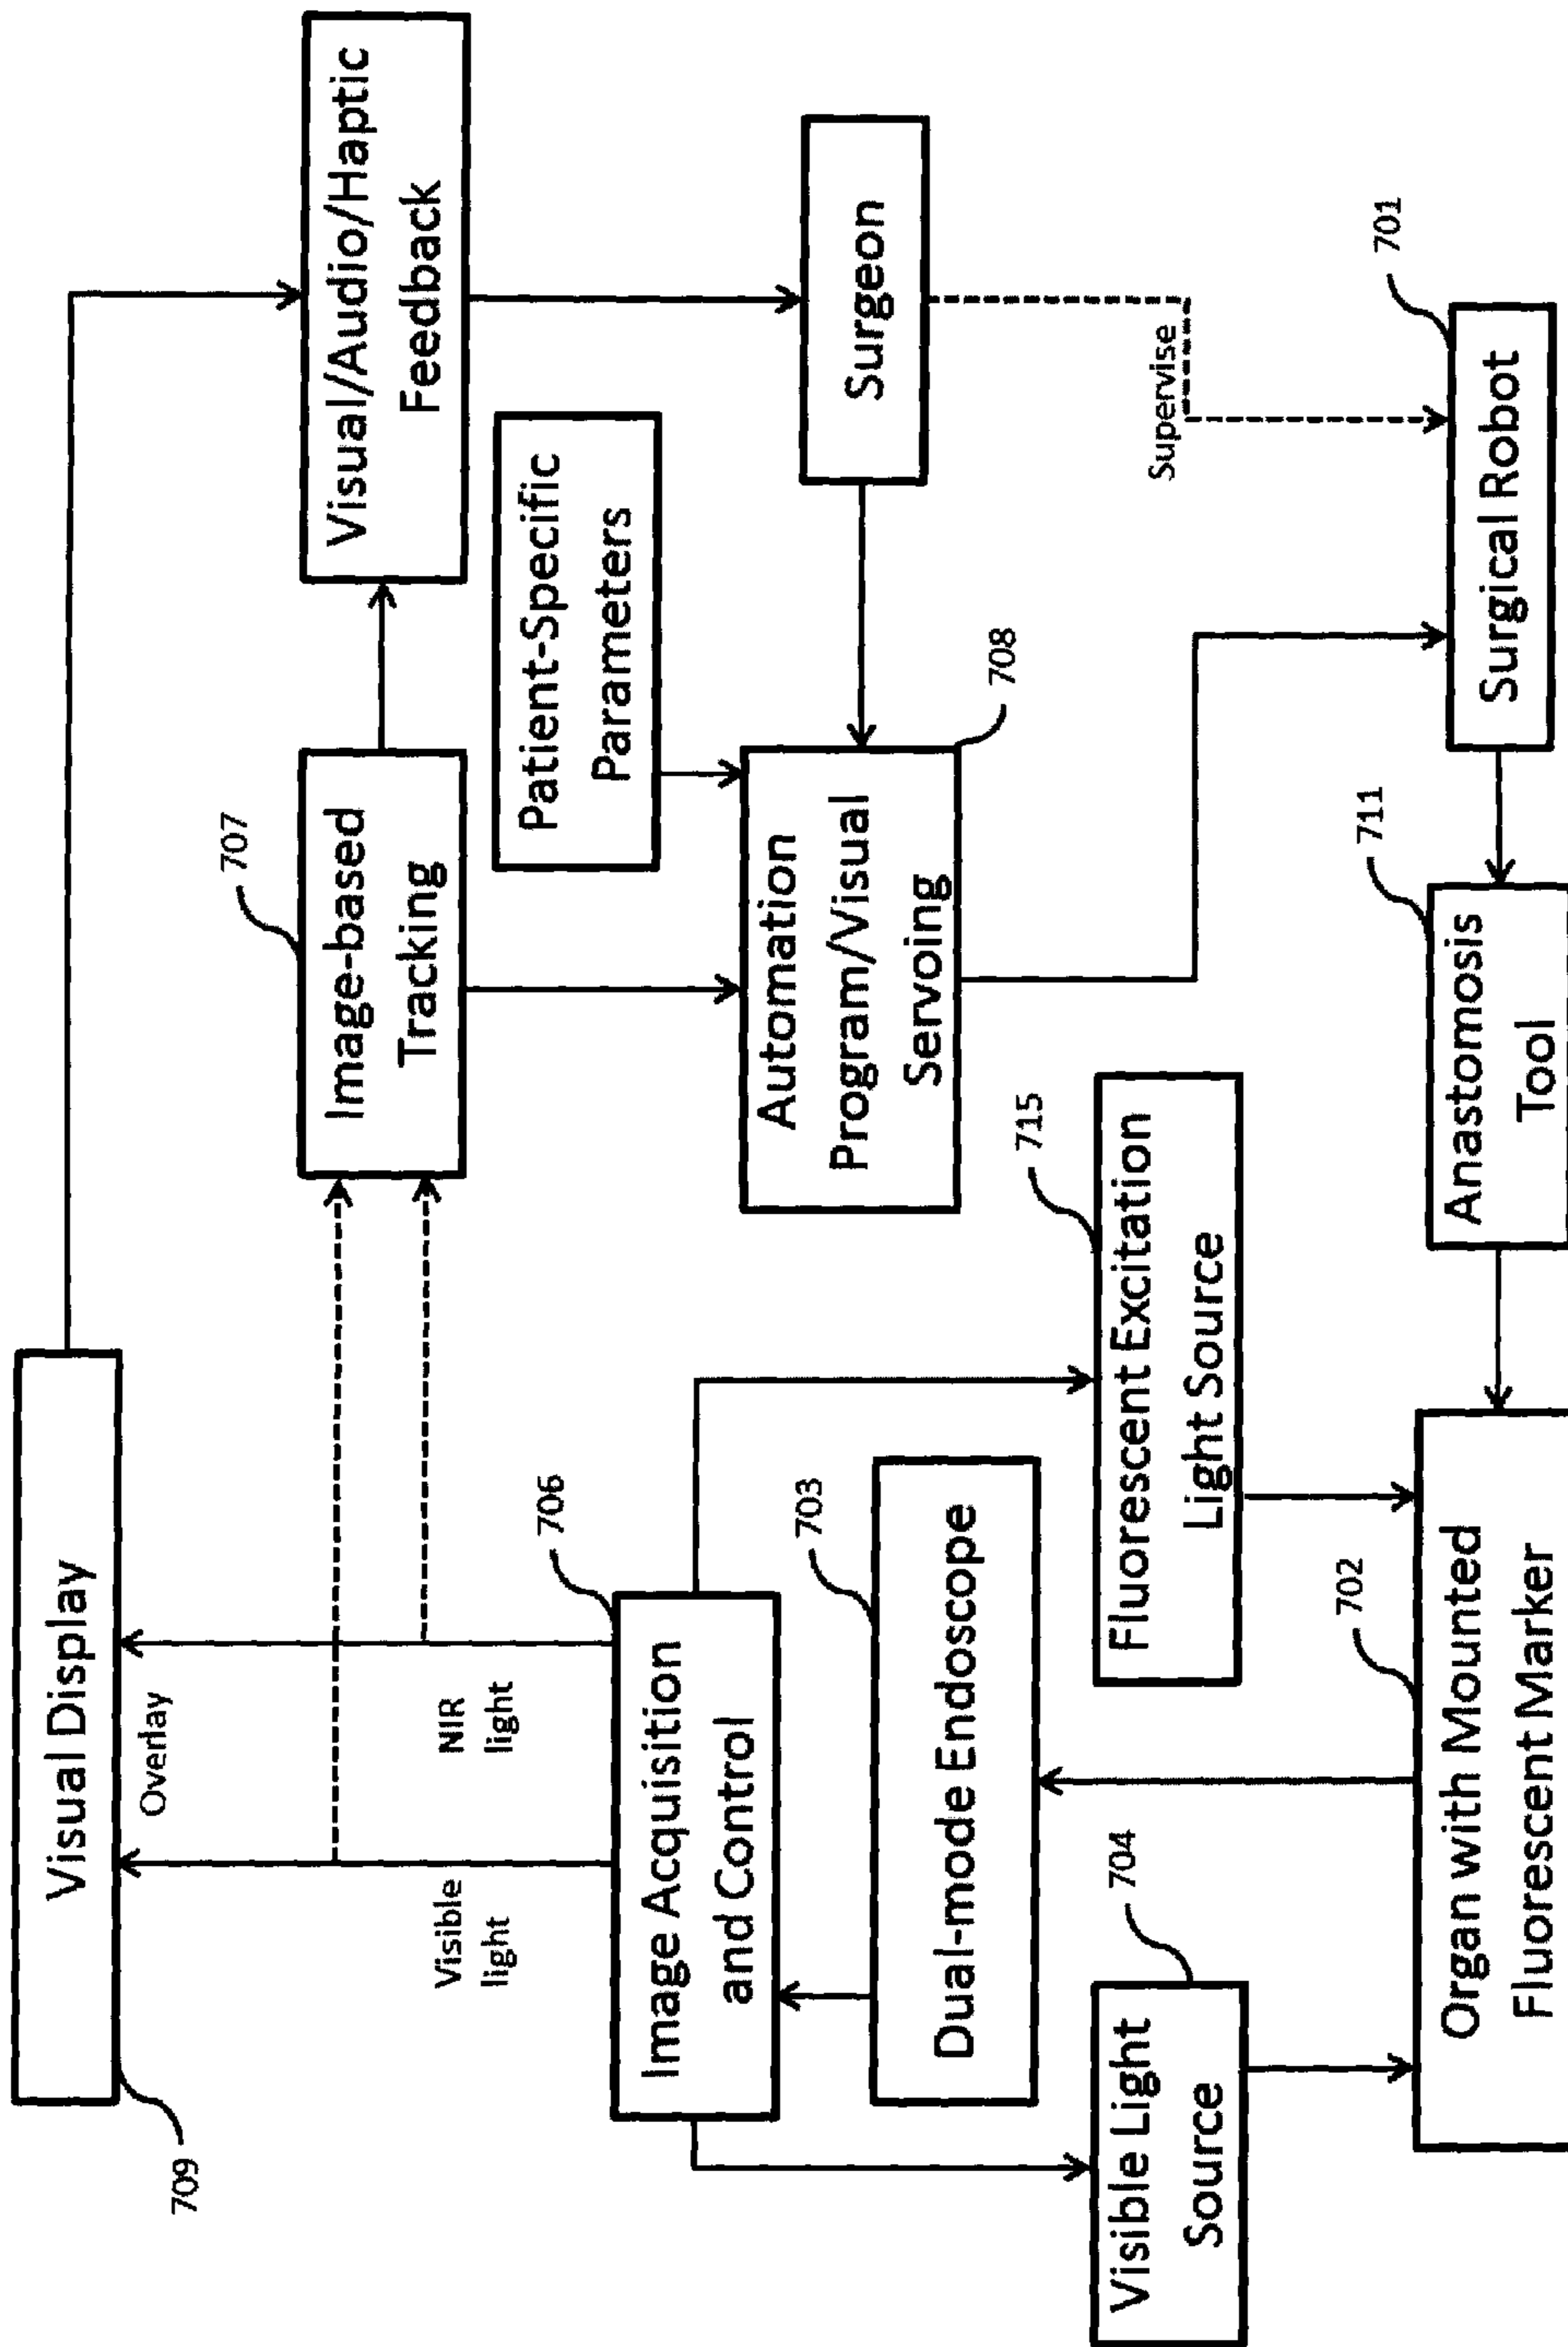 709
Visual Display
Overlay
Visible
light
NIR
light
707
Image-based
Tracking
Visual/Audio/Haptic
Feedback
706
Image Acquisition
and Control
Patient-Specific
Parameters
703
Dual-mode Endoscope
708
Automation
Program/Visual
Servoing
Surgeon
704
Visible Light
Source
715
Fluorescent Excitation
Light Source
Supervise
702
Organ with Mounted
Fluorescent Marker
711
Anastomosis
Tool
701
Surgical Robot